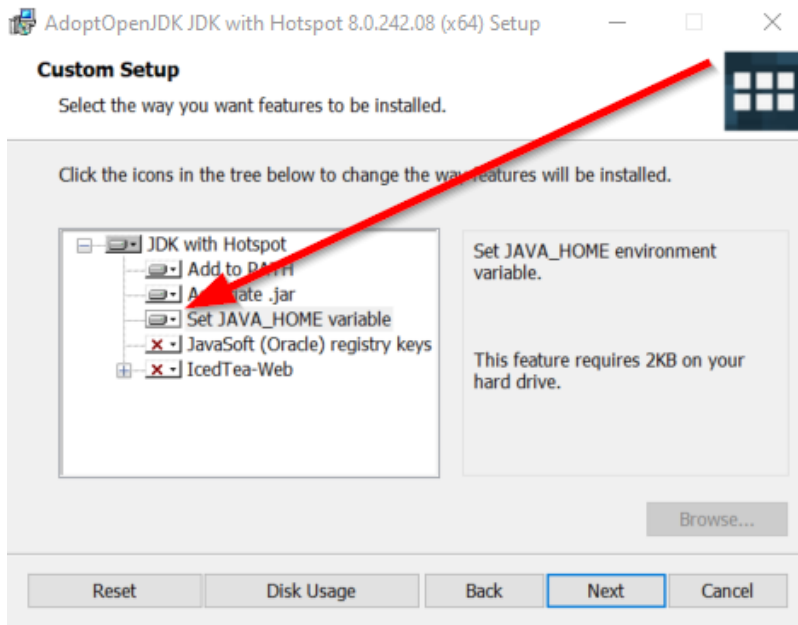 AdoptOpenJDK JDK with Hotspot 8.0.242.08 (x64) Setup
Custom Setup
Select the way you want features to be installed.
Click the icons in the tree below to change the way features will be installed.
JDK with Hotspot
Add to PATH
.jar
Set JAVA_HOME variable
JavaSoft (Oracle) registry keys
IcedTea-Web
Set JAVA_HOME environment
variable.
This feature requires 2KB on your
hard drive.
Browse...
Reset
Disk Usage
Back
Next
Cancel